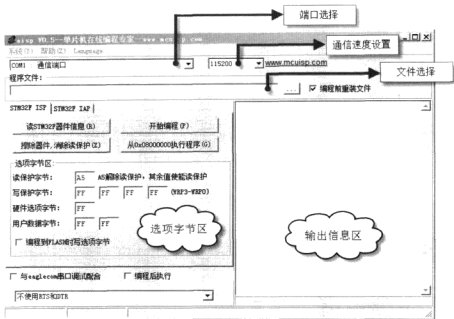 端口选择
mcuisp V0.5--单片机在线编程专家--www.mcuisp.com
系统(Y) 帮助(Z) Language
COM1 通信端口 115200 www.mcuisp.com
通信速度设置
程序文件:
文件选择
... 编程前重装文件
STM32F ISP STM32F IAP
读STM32F器件信息(R) 开始编程(P)
擦除器件,清除读保护(Z) 从0x08000000执行程序(G)
选项字节区:
读保护字节: A5 A5解除读保护,其余值使能读保护
写保护字节: FF FF FF FF (WRP3-WRP0)
硬件选项字节: FF
用户数据字节: FF FF
选项字节区
输出信息区
编程到FLASH时写选项字节
与eaglecom串口调试配合 编程后执行
不使用RTS和DTR